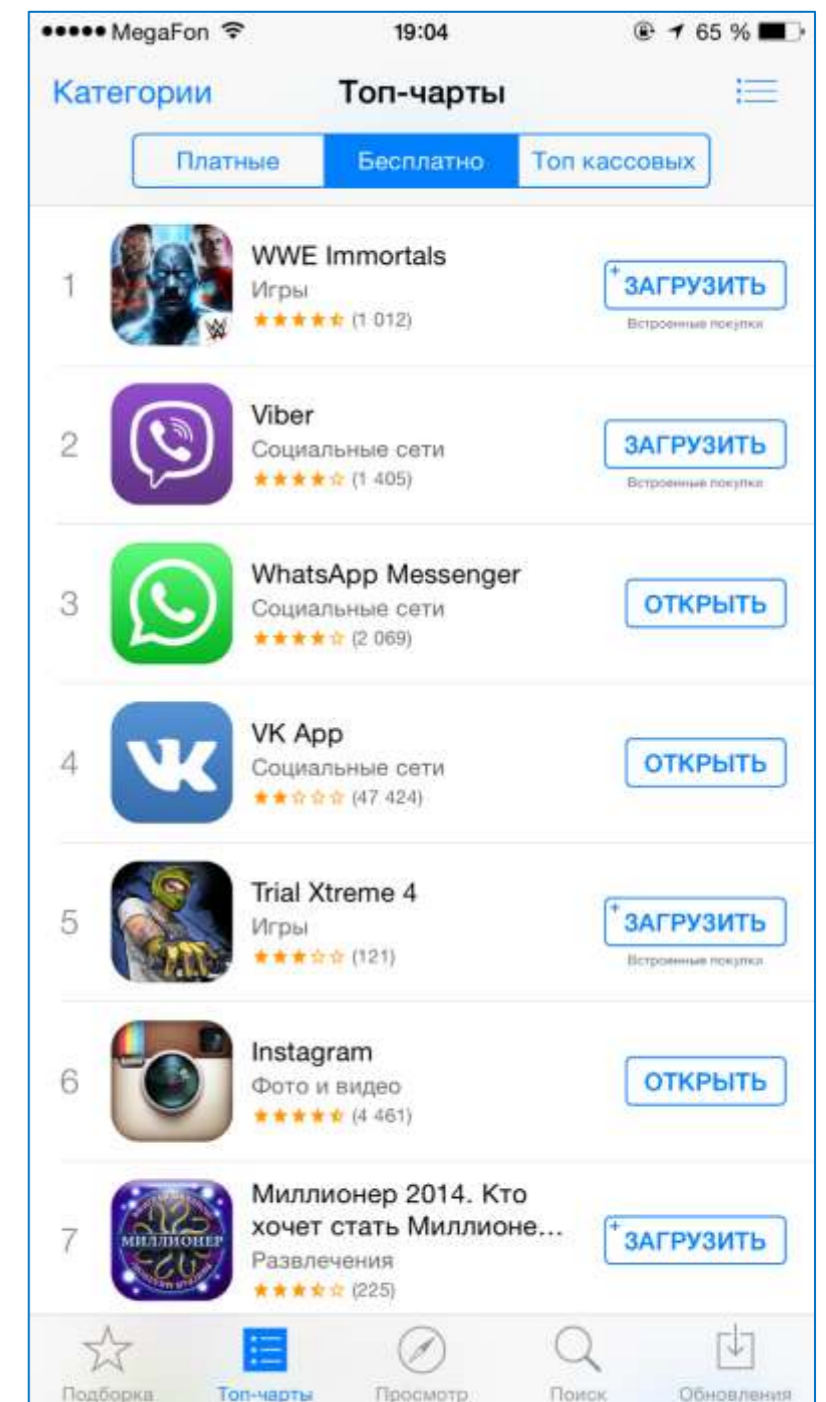 MegaFon 19:04 65 %
Категории Топ-чарты
Платные Бесплатно Топ кассовых
1
WWE Immortals
Игры
(1 012)
+ ЗАГРУЗИТЬ
Встроенные покупки
2
Viber
Социальные сети
(1 405)
ЗАГРУЗИТЬ
Встроенные покупки
3
WhatsApp Messenger
Социальные сети
(2 069)
ОТКРЫТЬ
4
VK App
Социальные сети
(47 424)
ОТКРЫТЬ
5
Trial Xtreme 4
Игры
(121)
+ ЗАГРУЗИТЬ
Встроенные покупки
6
Instagram
Фото и видео
(4 461)
ОТКРЫТЬ
7
МИЛЛИОНЕР
Миллионер 2014. Кто
хочет стать Миллионе...
Развлечения
(225)
+ ЗАГРУЗИТЬ
Подборка Топ-чарты Просмотр Поиск Обновления